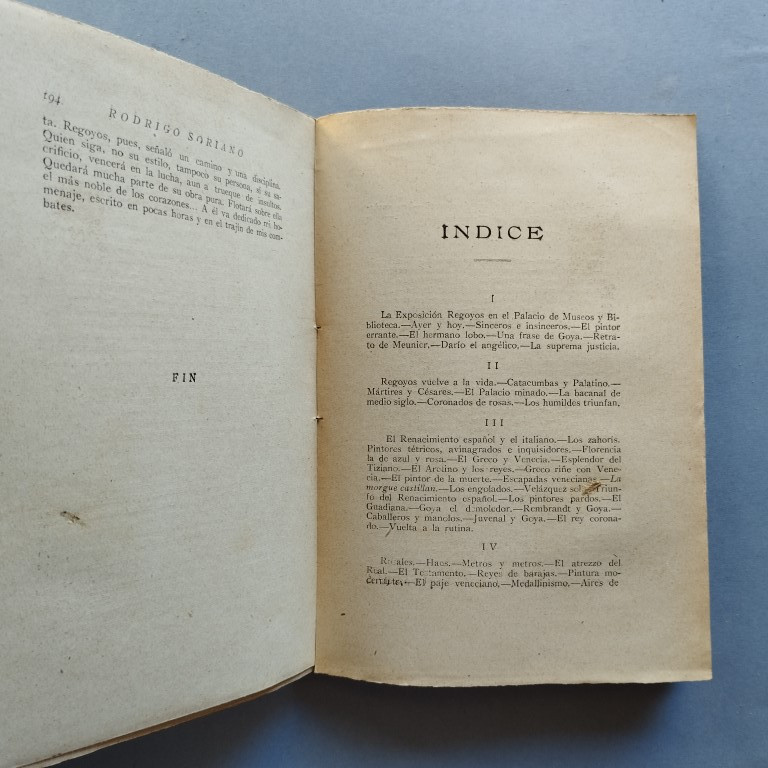 194
RODRIGO SORIANO
ta. Regoyos, pues, señaló un camino y una disciplina.
Quien siga, no su estilo, tampoco su persona, sí su sa-
crificio, vencerá en la lucha, aun a trueque de insultos.
Quedará mucha parte de su obra pura. Flotará sobre ella
el más noble de los corazones... A él va dedicado mi ho-
menaje, escrito en pocas horas y en el trajín de mis com-
bates.
FIN
INDICE
I
La Exposición Regoyos en el Palacio de Museos y Bi-
blioteca.—Ayer y hoy.—Sinceros e insinceros.—El pintor
errante.—El hermano lobo.—Una frase de Goya.—Retra-
to de Meunier.—Darío el angélico.—La suprema justicia.
II
Regoyos vuelve a la vida.—Catacumbas y Palatino.—
Mártires y Césares.—El Palacio minado.—La bacanal de
medio siglo.—Coronados de rosas.—Los humildes triunfan.
III
El Renacimiento español y el italiano.—Los zahorís.
Pintores tétricos, avinagrados e inquisidores.—Florencia
la de azul y rosa.—El Greco y Venecia.—Esplendor del
Tiziano.—El Aretino y los reyes.—Greco riñe con Vene-
cia.—El pintor de la muerte.—Escapadas venecianas.—La
morgue castillan.—Los engolados.—Velázquez Triun-
fo del Renacimiento español.—Los pintores pardos.—El
Guadiana.—Goya el demoledor.—Rembrandt y Goya.—
Caballeros y manolos.—Juvenal y Goya.—El rey corona-
do.—Vuelta a la rutina.
IV
Rosales.—Haes.—Metros y metros.—El atrezzo del
Real.—El Testamento.—Reyes de barajas.—Pintura mo-
El paje veneciano.—Medallinismo.—Aires de